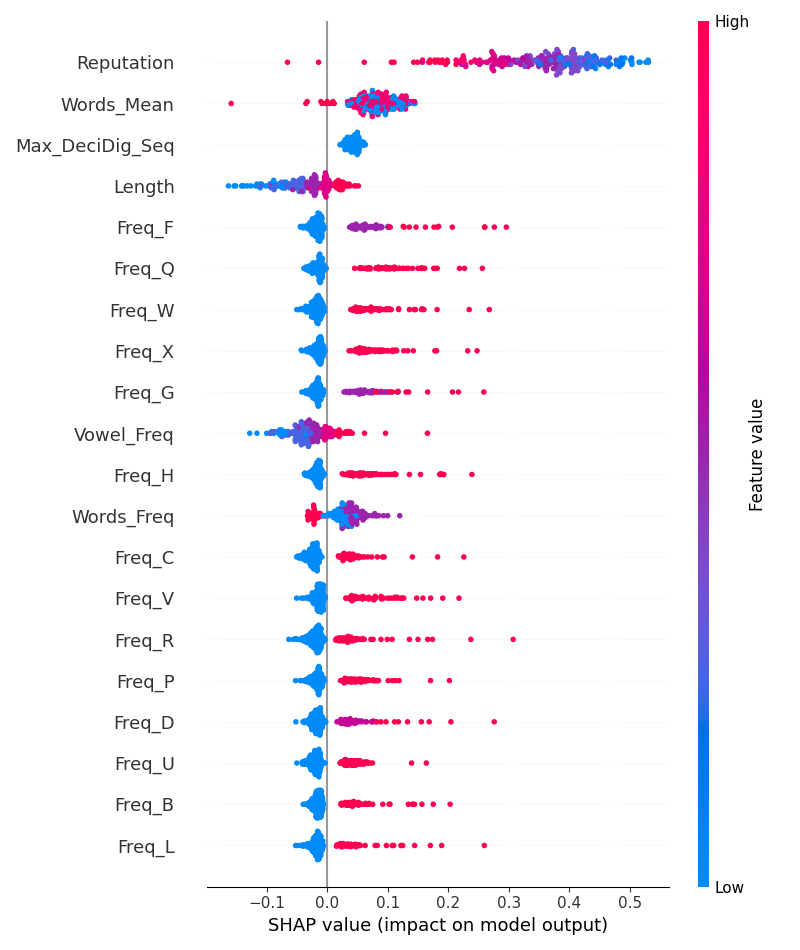 High
Reputation
Words_Mean
Max_DeciDig_Seq
Length
Freq_F
Freq_Q
Freq_W
Freq_X
Freq_G
Vowel_Freq
Freq_H
Words_Freq
Freq_C
Freq_V
Freq_R
Freq_P
Freq_D
Freq_U
Freq_B
Freq_L
Feature value
Low
−0.1 0.0 0.1 0.2 0.3 0.4 0.5
SHAP value (impact on model output)